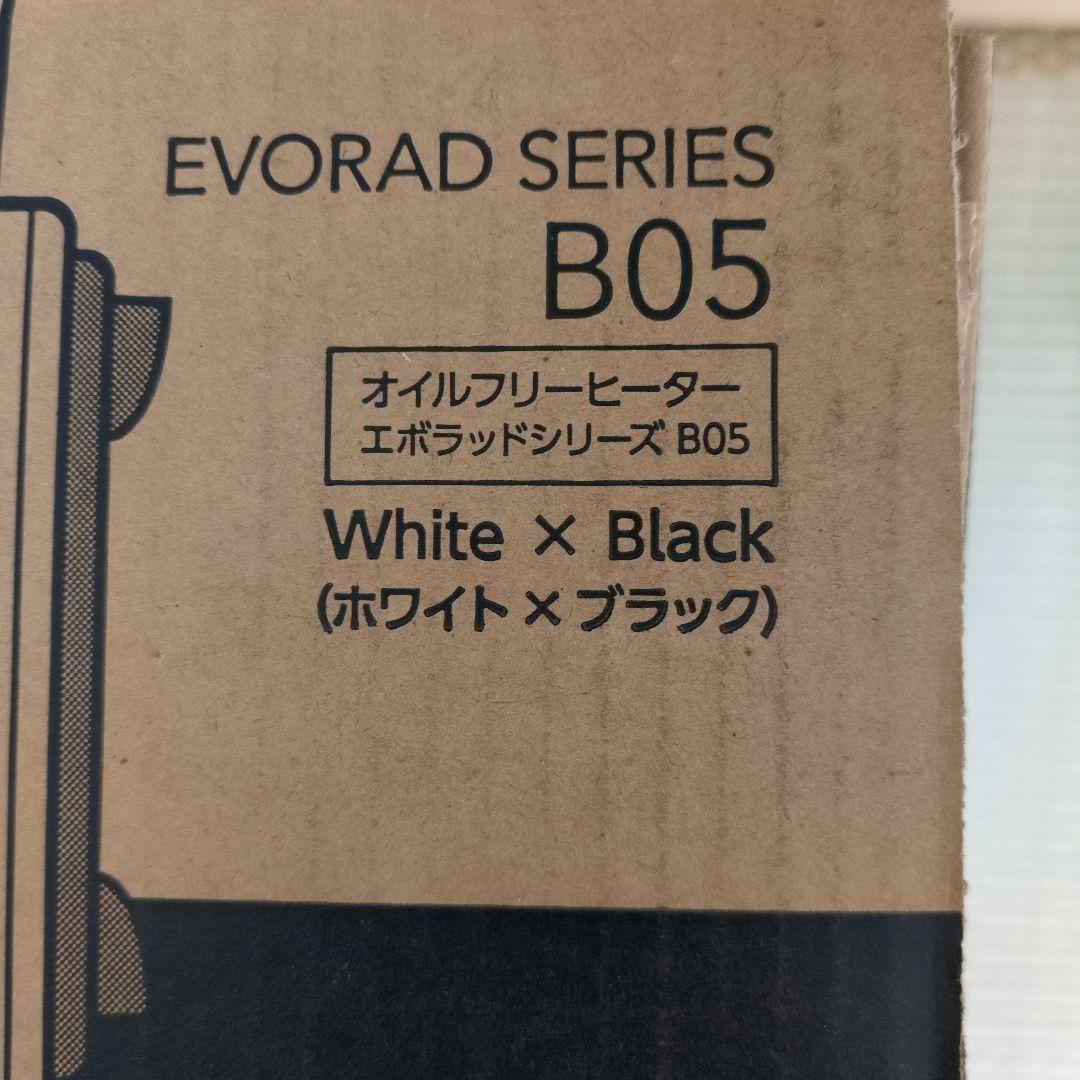 EVORAD SERIES
B05
オイルフリーヒーター
エボラッドシリーズ B05
White × Black
(ホワイト×ブラック)